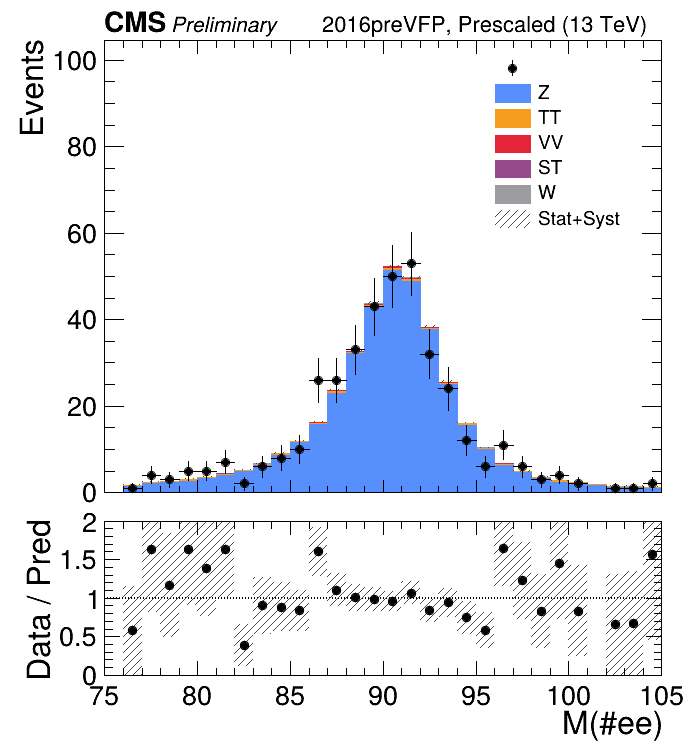 CMS Preliminary 2016preVFP, Prescaled (13 TeV)
Events
100
80
60
40
20
0
Z
TT
VV
ST
W
Stat+Syst
Data / Pred
2
1.5
1
0.5
0
75 80 85 90 95 100 105
M(#ee)